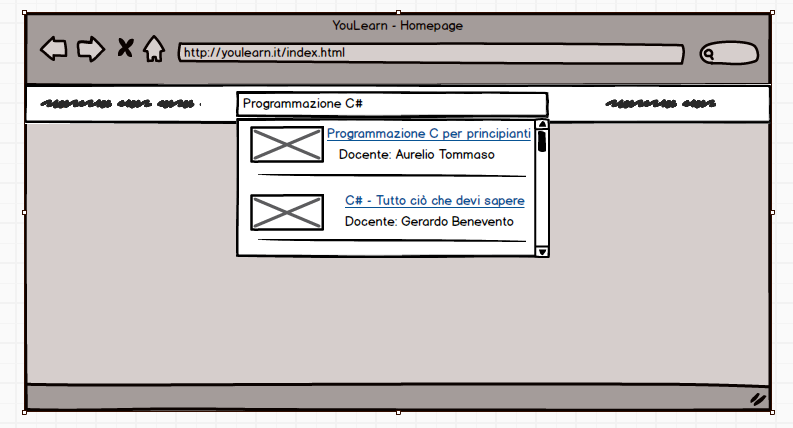 YouLearn - Homepage
http://youlearn.it/index.html
Programmazione C#
Programmazione C per principianti
Docente: Aurelio Tommaso
C# - Tutto ciò che devi sapere
Docente: Gerardo Benevento